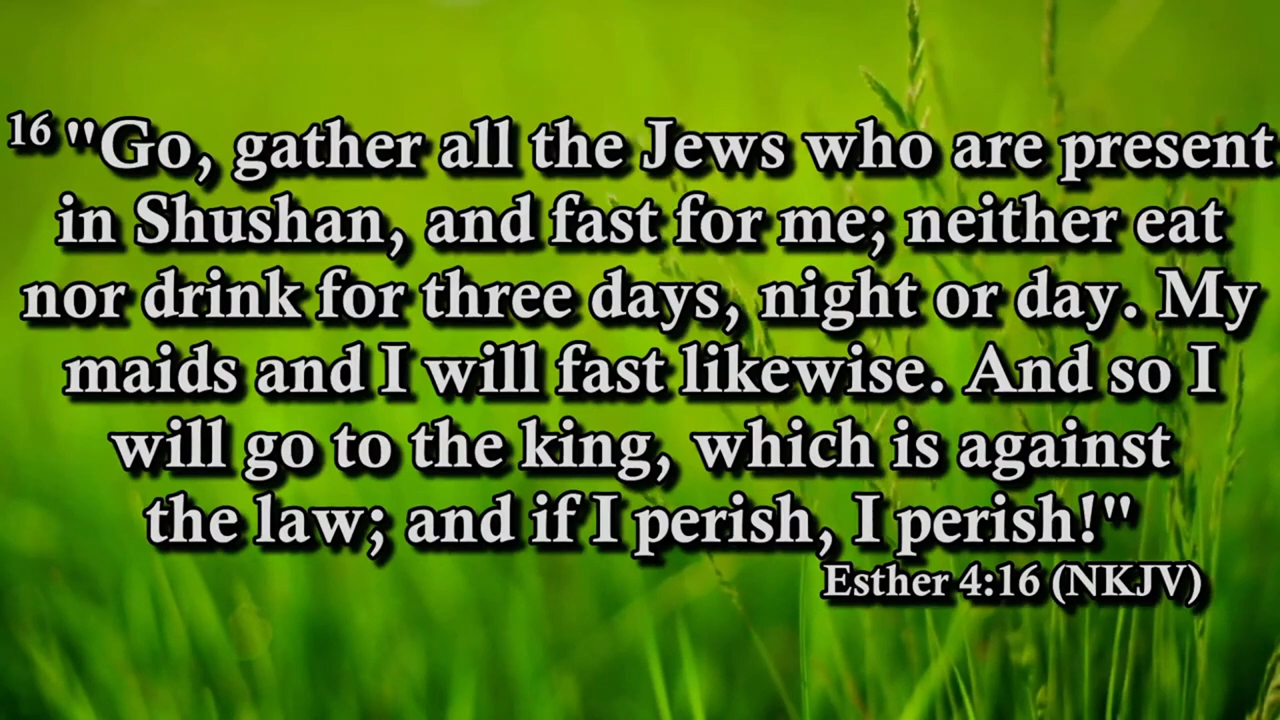 16 "Go, gather all the Jews who are present
in Shushan, and fast for me; neither eat
nor drink for three days, night or day. My
maids and I will fast likewise. And so I
will go to the king, which is against
the law; and if I perish, I perish!"
Esther 4:16 (NKJV)